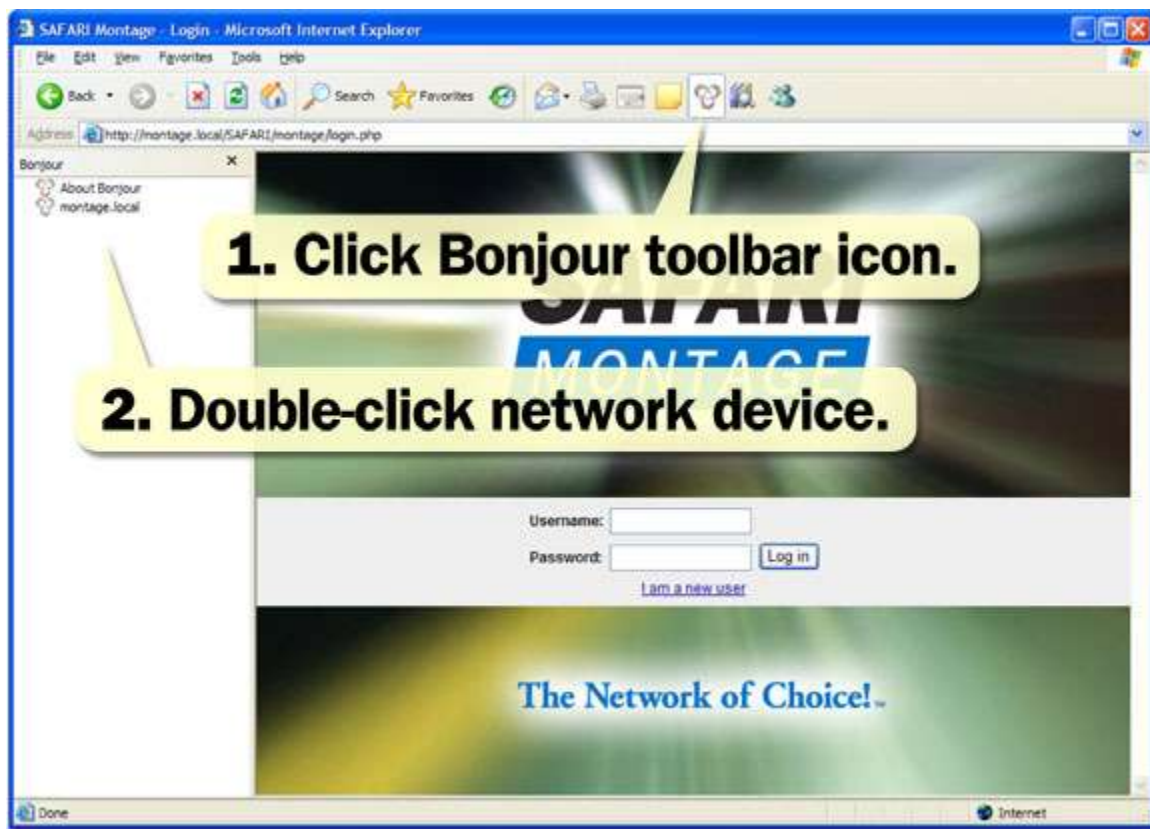 SAFARI Montage - Login - Microsoft Internet Explorer
File Edit View Favorites Tools Help
Back Search Favorites
Address http://montage.local/SAFARI/montage/login.php
Bonjour
About Bonjour
montage.local
1. Click Bonjour toolbar icon.
SAFARI
MONTAGE
2. Double-click network device.
Username:
Password:
Log in
I am a new user
The Network of Choice!
Done
Internet